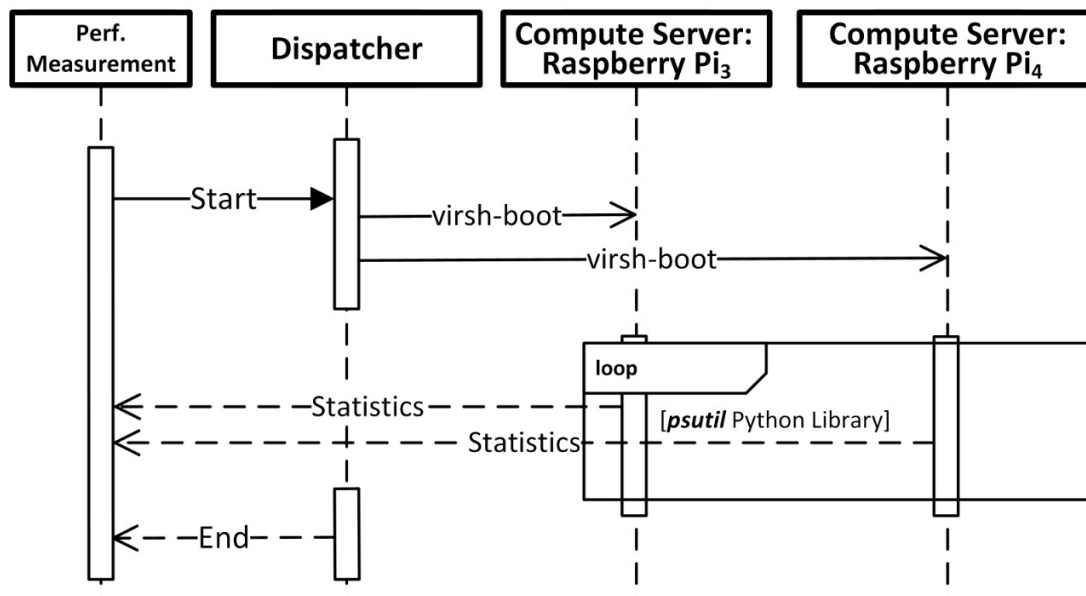 Perf.
Measurement
Dispatcher
Compute Server:
Raspberry Pi₃
Compute Server:
Raspberry Pi₄
Start
virsh-boot
virsh-boot
loop
Statistics
[psutil Python Library]
Statistics
End